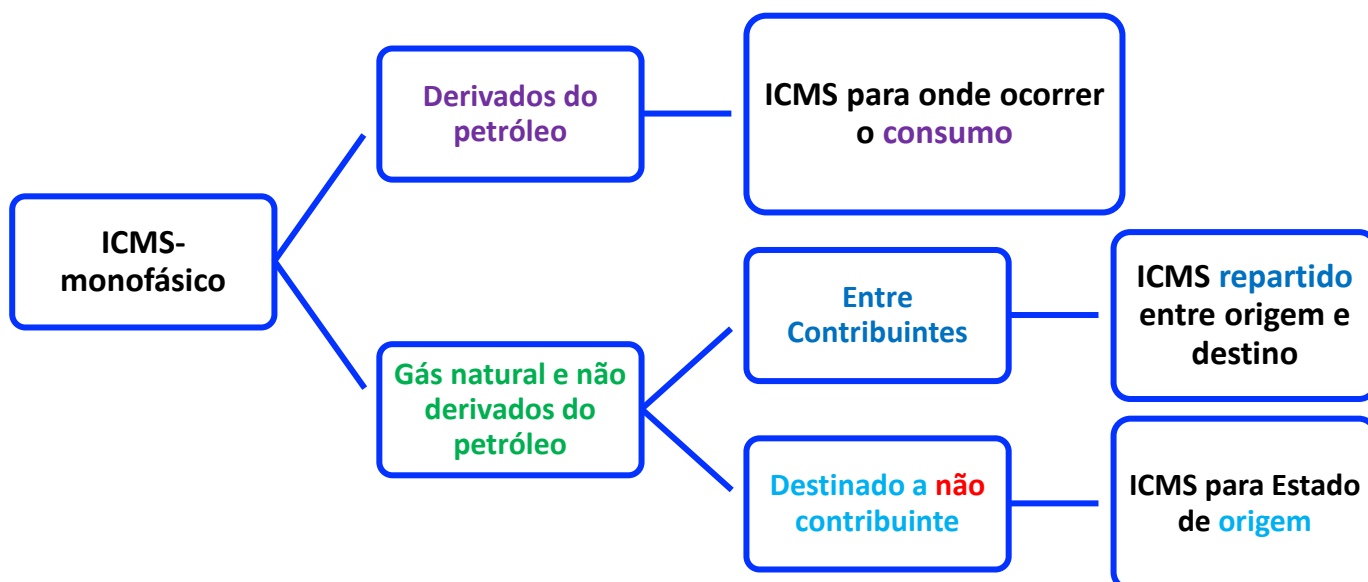 ICMS-
monofásico
Derivados do
petróleo
ICMS para onde ocorrer
o consumo
Gás natural e não
derivados do
petróleo
Entre
Contribuintes
ICMS repartido
entre origem e
destino
Destinado a não
contribuinte
ICMS para Estado
de origem